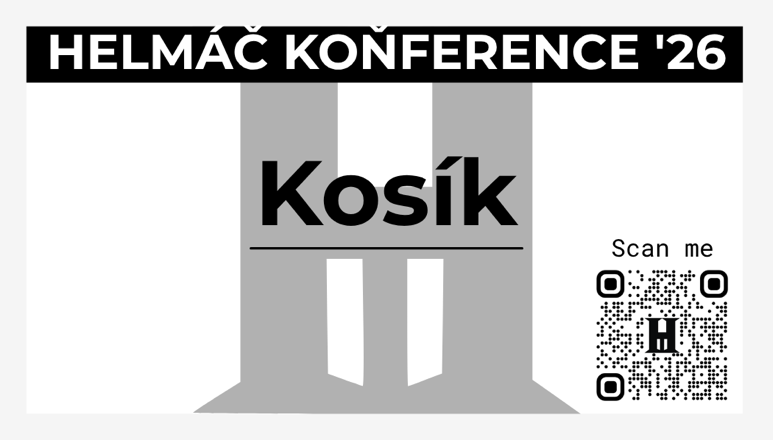 HELMÁČ KOŇFERENCE '26
Kosík
Scan me
H